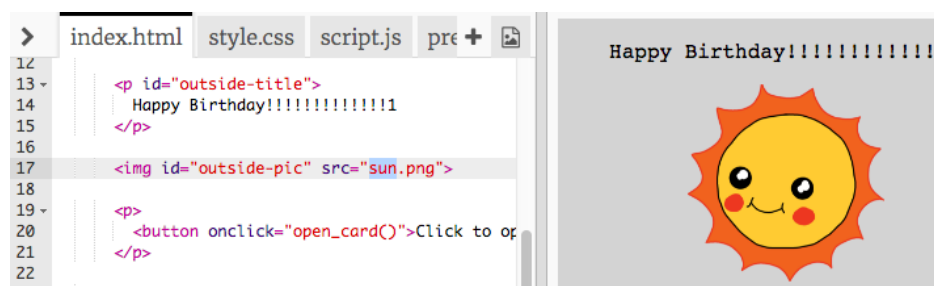 index.html style.css script.js pre
12
13 <p id="outside-title">
14 Happy Birthday!!!!!!!!!!!!!1
15 </p>
16
17 <img id="outside-pic" src="sun.png">
18
19 <p>
20 <button onclick="open_card()">Click to op
21 </p>
22
Happy Birthday!!!!!!!!!!!!